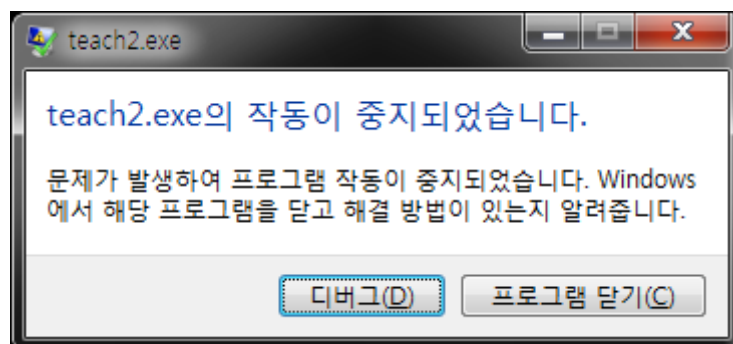 teach2.exe
teach2.exe의 작동이 중지되었습니다.
문제가 발생하여 프로그램 작동이 중지되었습니다. Windows
에서 해당 프로그램을 닫고 해결 방법이 있는지 알려줍니다.
디버그(D) 프로그램 닫기(C)